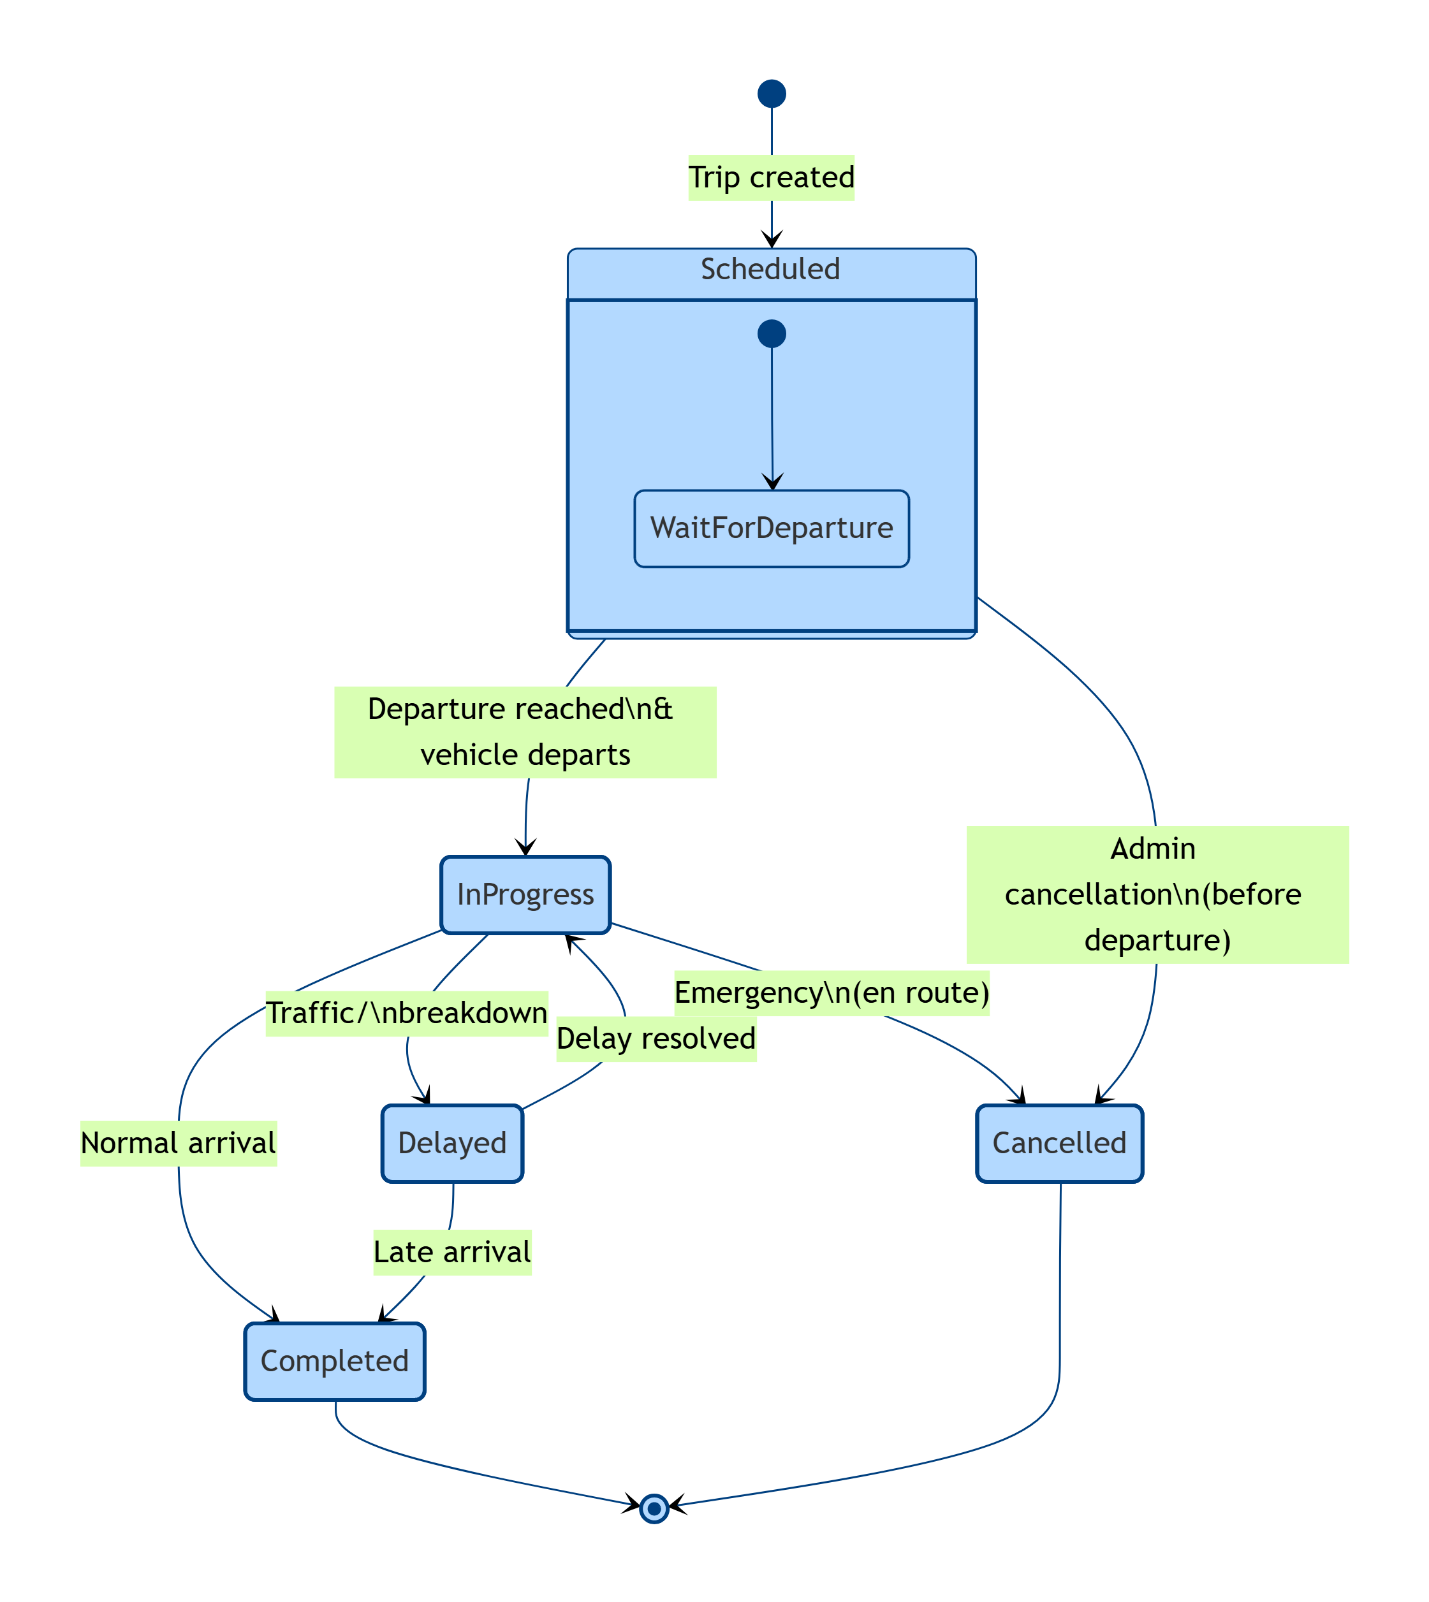 Trip created
Scheduled
WaitForDeparture
Departure reached\n&
vehicle departs
Admin
cancellation\n(before
departure)
InProgress
Emergency\n(en route)
Traffic/\nbreakdown
Delay resolved
Normal arrival
Delayed
Cancelled
Late arrival
Completed